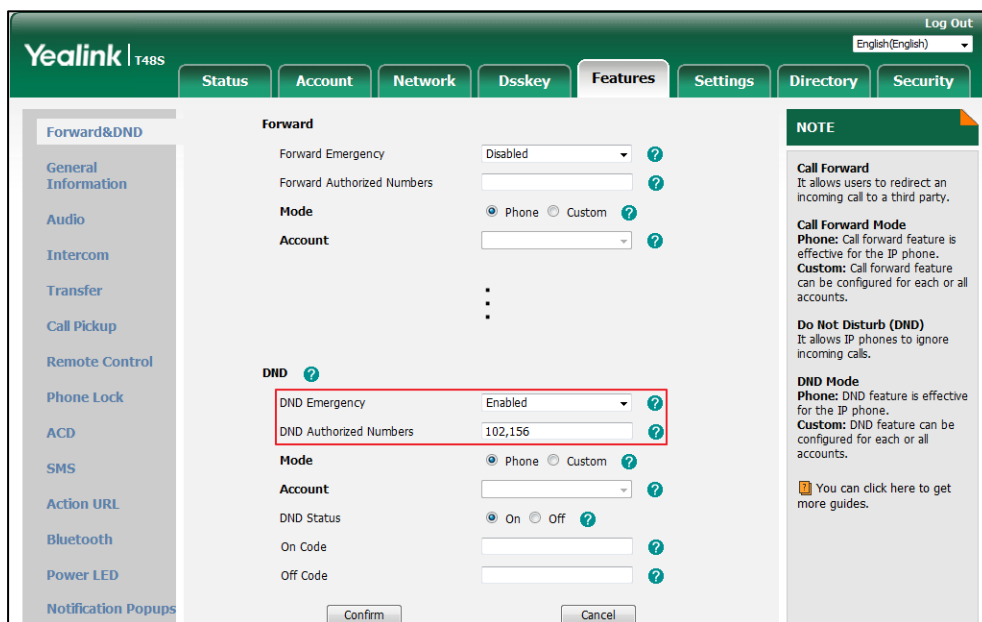 Log Out
Yealink T48S
English(English)
Status Account Network Dsskey Features Settings Directory Security
Forward&DND
General
Information
Audio
Intercom
Transfer
Call Pickup
Remote Control
Phone Lock
ACD
SMS
Action URL
Bluetooth
Power LED
Notification Popups
Forward
Forward Emergency Disabled ?
Forward Authorized Numbers ?
Mode Phone Custom ?
Account ?
DND ?
DND Emergency Enabled ?
DND Authorized Numbers 102,156 ?
Mode Phone Custom ?
Account ?
DND Status On Off ?
On Code ?
Off Code ?
Confirm Cancel
NOTE
Call Forward
It allows users to redirect an
incoming call to a third party.
Call Forward Mode
Phone: Call forward feature is
effective for the IP phone.
Custom: Call forward feature
can be configured for each or all
accounts.
Do Not Disturb (DND)
It allows IP phones to ignore
incoming calls.
DND Mode
Phone: DND feature is effective
for the IP phone.
Custom: DND feature can be
configured for each or all
accounts.
? You can click here to get
more guides.